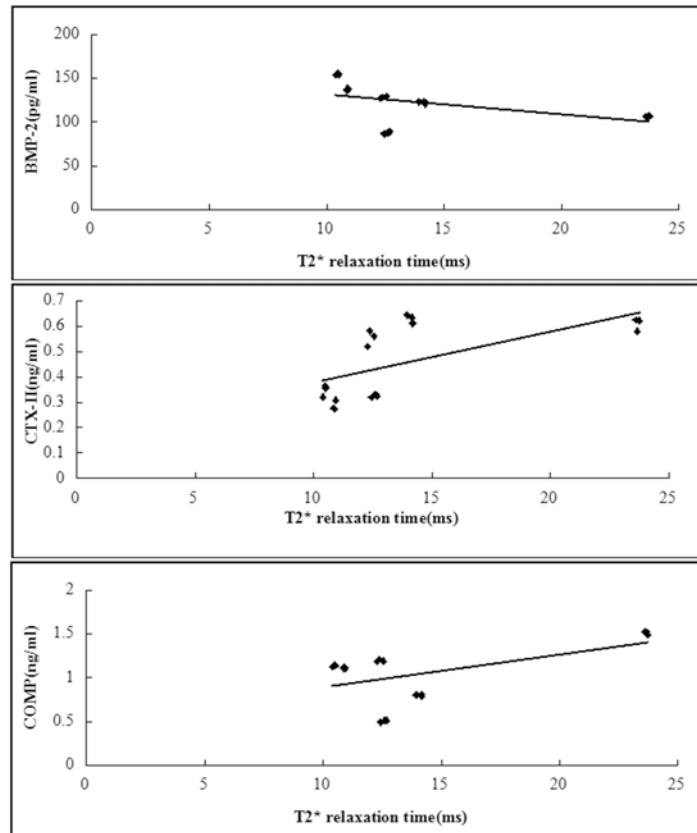 200
150
100
50
0
BMP-2(pg/ml)
0 5 10 15 20 25
T2* relaxation time(ms)
0.7
0.6
0.5
0.4
0.3
0.2
0.1
0
CTX-II(ng/ml)
0 5 10 15 20 25
T2* relaxation time(ms)
2
1.5
1
0.5
0
COMP(ng/ml)
0 5 10 15 20 25
T2* relaxation time(ms)